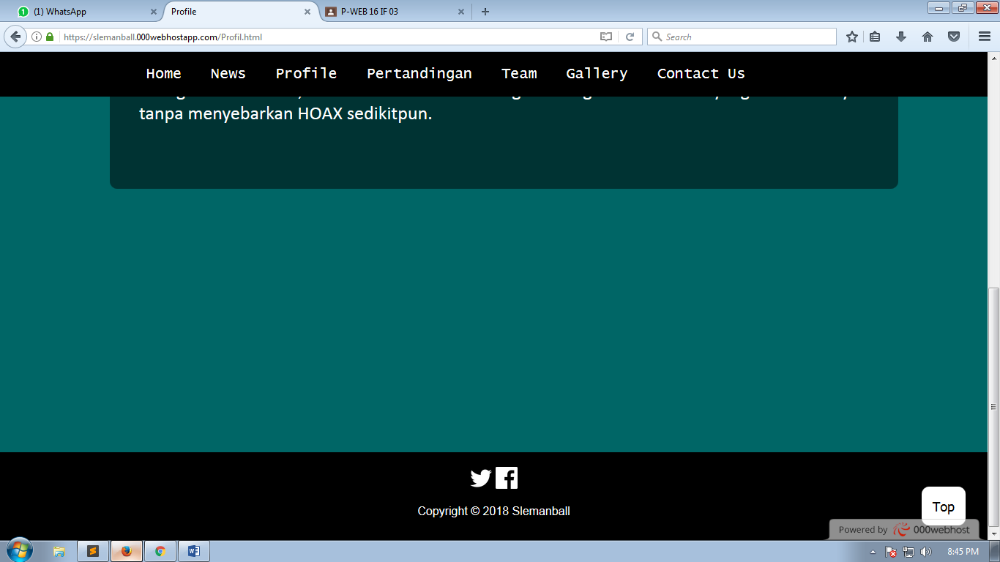 (1) WhatsApp
Profile
P-WEB 16 IF 03
https://slemanball.000webhostapp.com/Profil.html
Search
Home News Profile Pertandingan Team Gallery Contact Us
tanpa menyebarkan HOAX sedikitpun.
Copyright © 2018 Slemanball
Top
Powered by 000webhost
8:45 PM